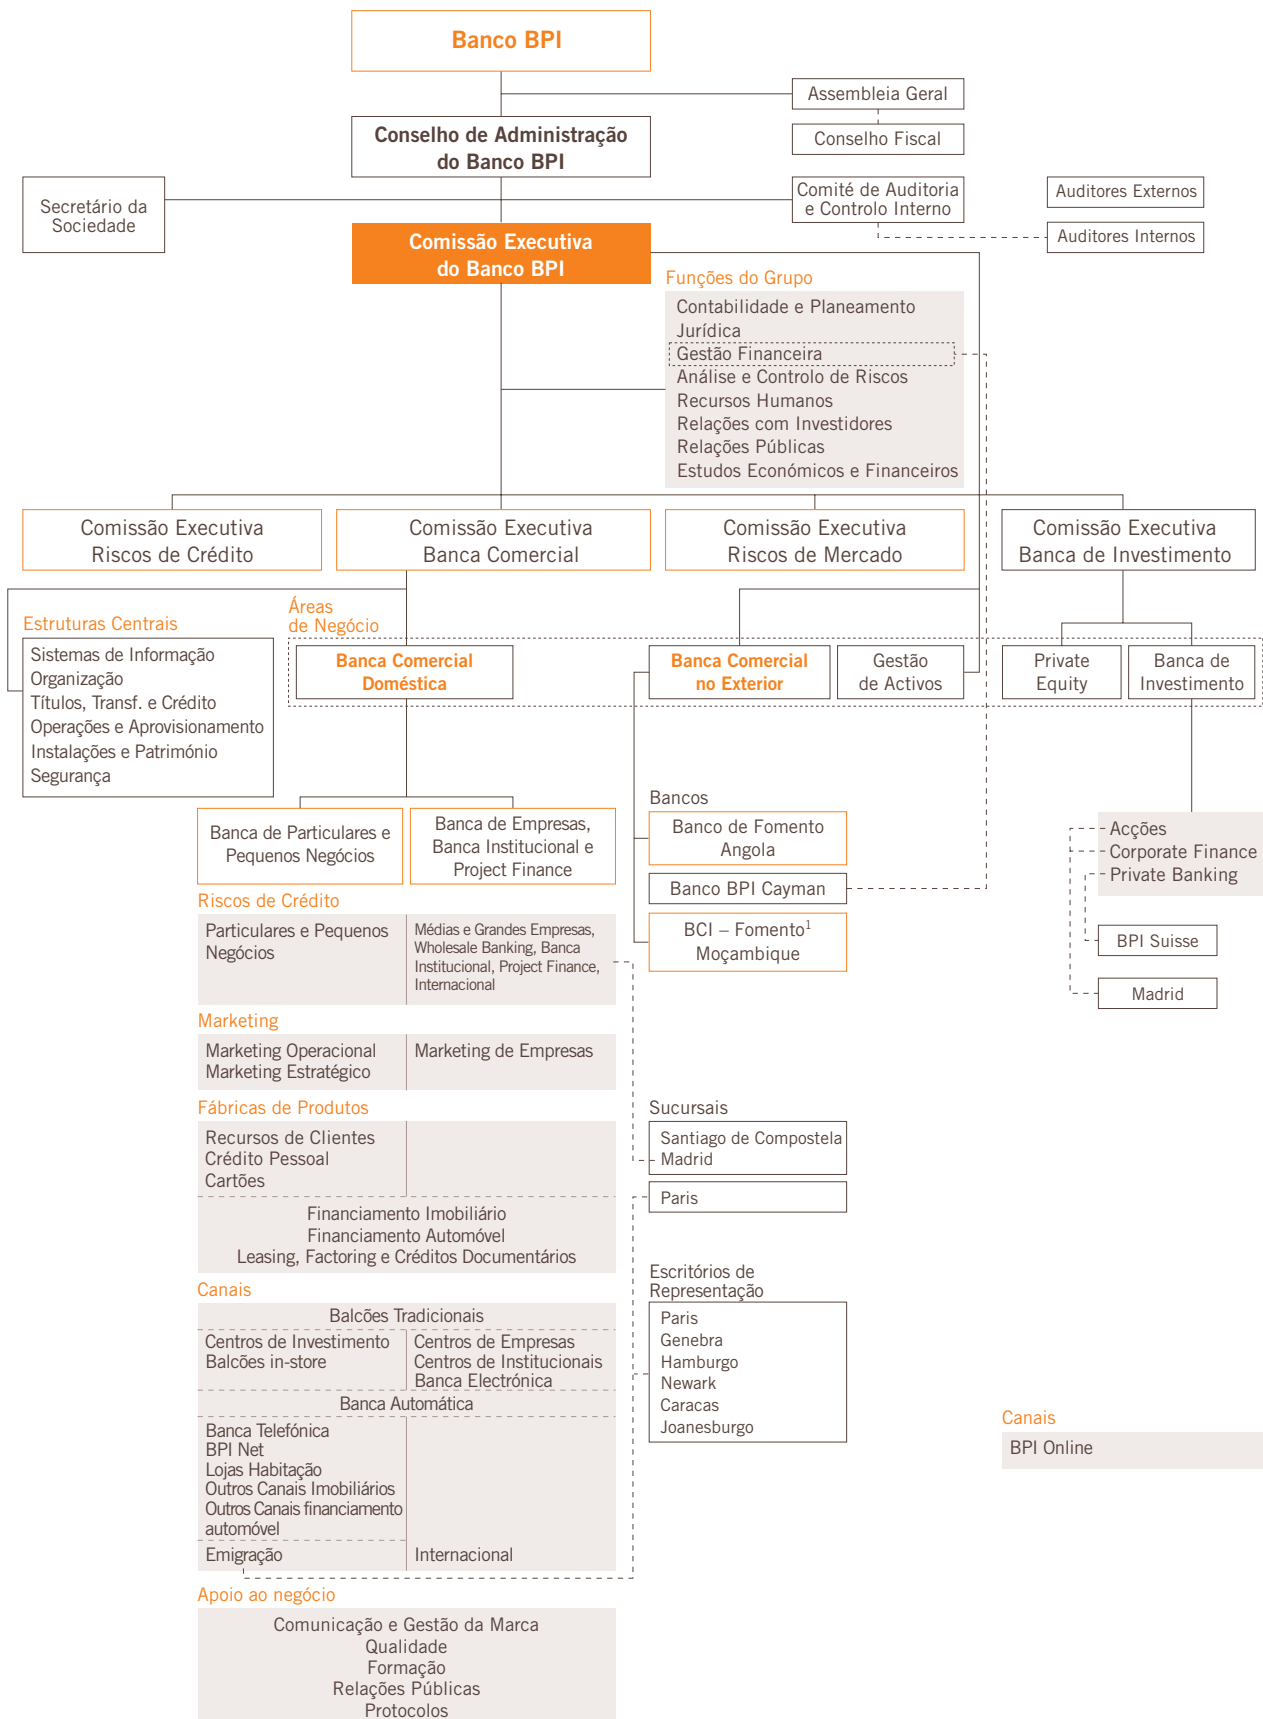 Banco BPI
Assembleia Geral
Conselho de Administração
do Banco BPI
Conselho Fiscal
Secretário da
Sociedade
Comité de Auditoria
e Controlo Interno
Auditores Externos
Auditores Internos
Comissão Executiva
do Banco BPI
Funções do Grupo
Contabilidade e Planeamento
Jurídica
Gestão Financeira
Análise e Controlo de Riscos
Recursos Humanos
Relações com Investidores
Relações Públicas
Estudos Económicos e Financeiros
Comissão Executiva
Riscos de Crédito
Comissão Executiva
Banca Comercial
Comissão Executiva
Riscos de Mercado
Comissão Executiva
Banca de Investimento
Estruturas Centrais
Sistemas de Informação
Organização
Títulos, Transf. e Crédito
Operações e Aprovisionamento
Instalações e Património
Segurança
Áreas
de Negócio
Banca Comercial
Doméstica
Banca Comercial
no Exterior
Gestão
de Activos
Private
Equity
Banca de
Investimento
Banca de Particulares e
Pequenos Negócios
Banca de Empresas,
Banca Institucional e
Project Finance
Bancos
Banco de Fomento
Angola
Banco BPI Cayman
BCI – Fomento1
Moçambique
Acções
Corporate Finance
Private Banking
BPI Suisse
Madrid
Riscos de Crédito
Particulares e Pequenos
Negócios
Médias e Grandes Empresas,
Wholesale Banking, Banca
Institucional, Project Finance,
Internacional
Marketing
Marketing Operacional
Marketing Estratégico
Marketing de Empresas
Fábricas de Produtos
Recursos de Clientes
Crédito Pessoal
Cartões
Financiamento Imobiliário
Financiamento Automóvel
Leasing, Factoring e Créditos Documentários
Sucursais
Santiago de Compostela
Madrid
Paris
Escritórios de
Representação
Paris
Genebra
Hamburgo
Newark
Caracas
Joanesburgo
Canais
Balcões Tradicionais
Centros de Investimento
Balcões in-store
Centros de Empresas
Centros de Institucionais
Banca Electrónica
Banca Automática
Banca Telefónica
BPI Net
Lojas Habitação
Outros Canais Imobiliários
Outros Canais financiamento
automóvel
Emigração
Internacional
Canais
BPI Online
Apoio ao negócio
Comunicação e Gestão da Marca
Qualidade
Formação
Relações Públicas
Protocolos